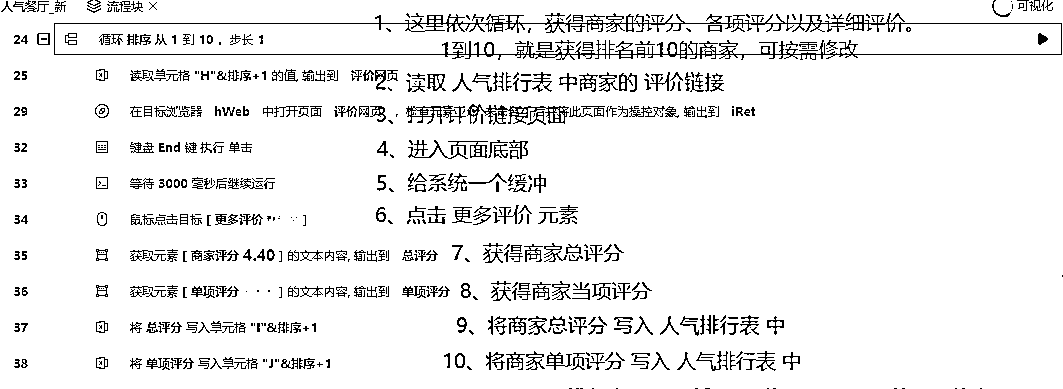 人气餐厅_新 流程块 × 可视化
1、这里依次循环，获得商家的评分、各项评分以及详细评价。
24 循环 排序 从 1 到 10，步长 1
1到10，就是获得排名前10的商家，可按需修改
25 读取单元格 "H"&排序+1 的值, 输出到 评价网页
2、读取 人气排行表 中商家的 评价链接
29 在目标浏览器 hWeb 中打开页面 评价网页 此页面作为操控对象, 输出到 iRet
3、打开评价链接页面
32 键盘 End 键 执行 单击
4、进入页面底部
33 等待 3000 毫秒后继续运行
5、给系统一个缓冲
34 鼠标点击目标 [ 更多评价 ]
6、点击 更多评价 元素
35 获取元素 [ 商家评分 4.40 ] 的文本内容, 输出到 总评分
7、获得商家总评分
36 获取元素 [ 单项评分 ] 的文本内容, 输出到 单项评分
8、获得商家当项评分
37 将 总评分 写入单元格 "I"&排序+1
9、将商家总评分 写入 人气排行表 中
38 将 单项评分 写入单元格 "J"&排序+1
10、将商家单项评分 写入 人气排行表 中